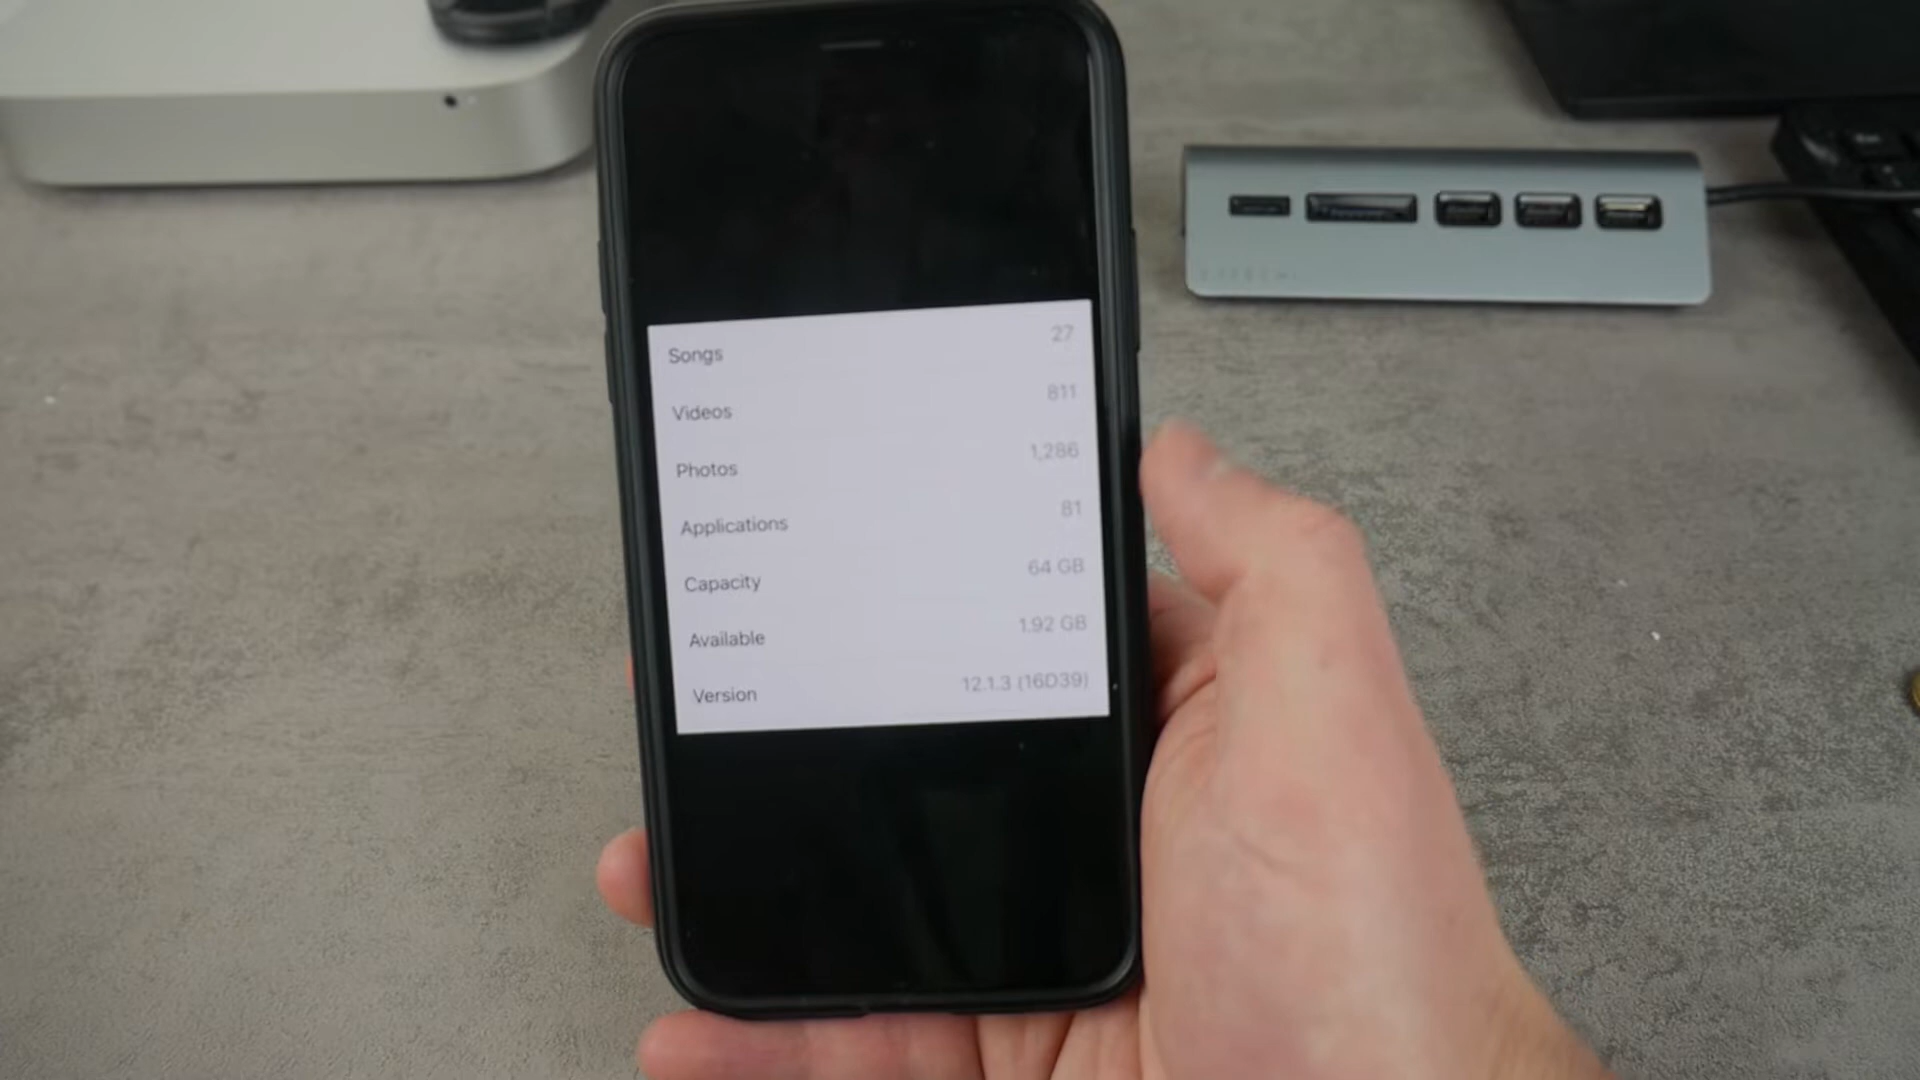 Songs 27
Videos 811
Photos 1,286
Applications 81
Capacity 64 GB
Available 1.92 GB
Version 12.1.3 (16D39)